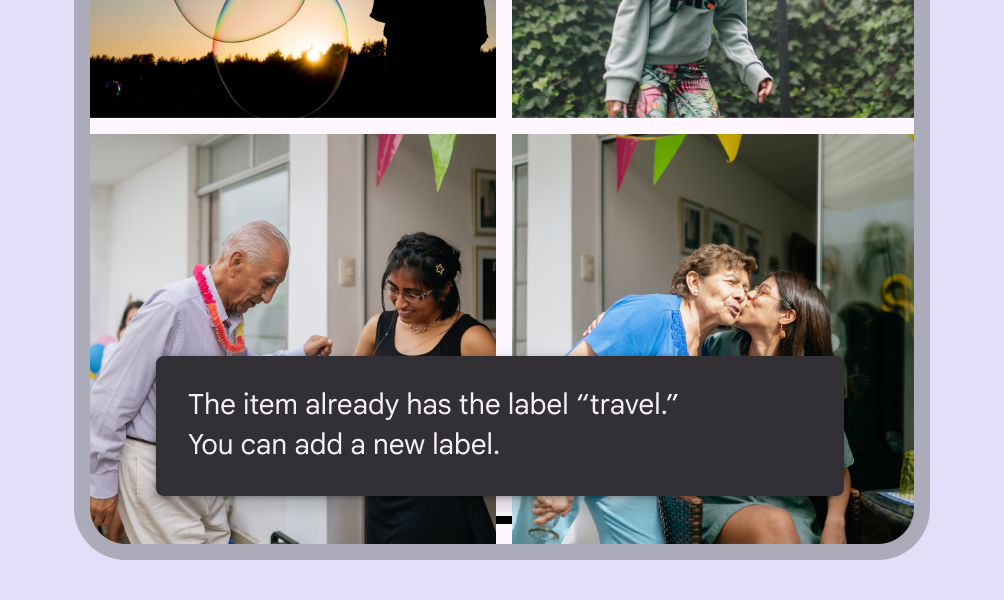 The item already has the label “travel.”
You can add a new label.